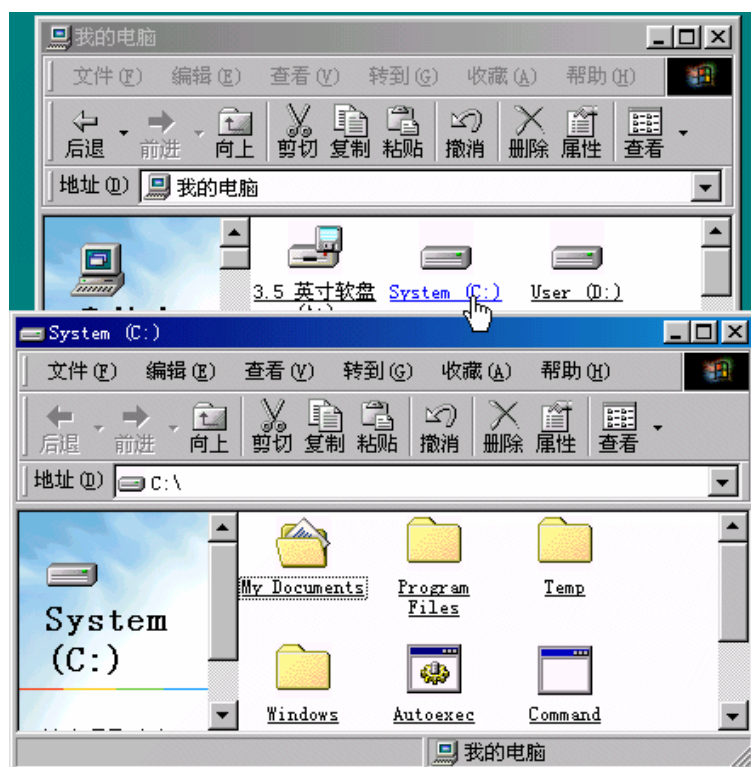 我的电脑
文件(F) 编辑(E) 查看(V) 转到(G) 收藏(A) 帮助(H)
后退 前进 向上 剪切 复制 粘贴 撤消 删除 属性 查看
地址(D) 我的电脑
3.5 英寸软盘 System (C:) User (D:)
System (C:)
文件(F) 编辑(E) 查看(V) 转到(G) 收藏(A) 帮助(H)
后退 前进 向上 剪切 复制 粘贴 撤消 删除 属性 查看
地址(D) C:\
My Documents Program Files Temp
System (C:)
Windows Autoexec Command
我的电脑